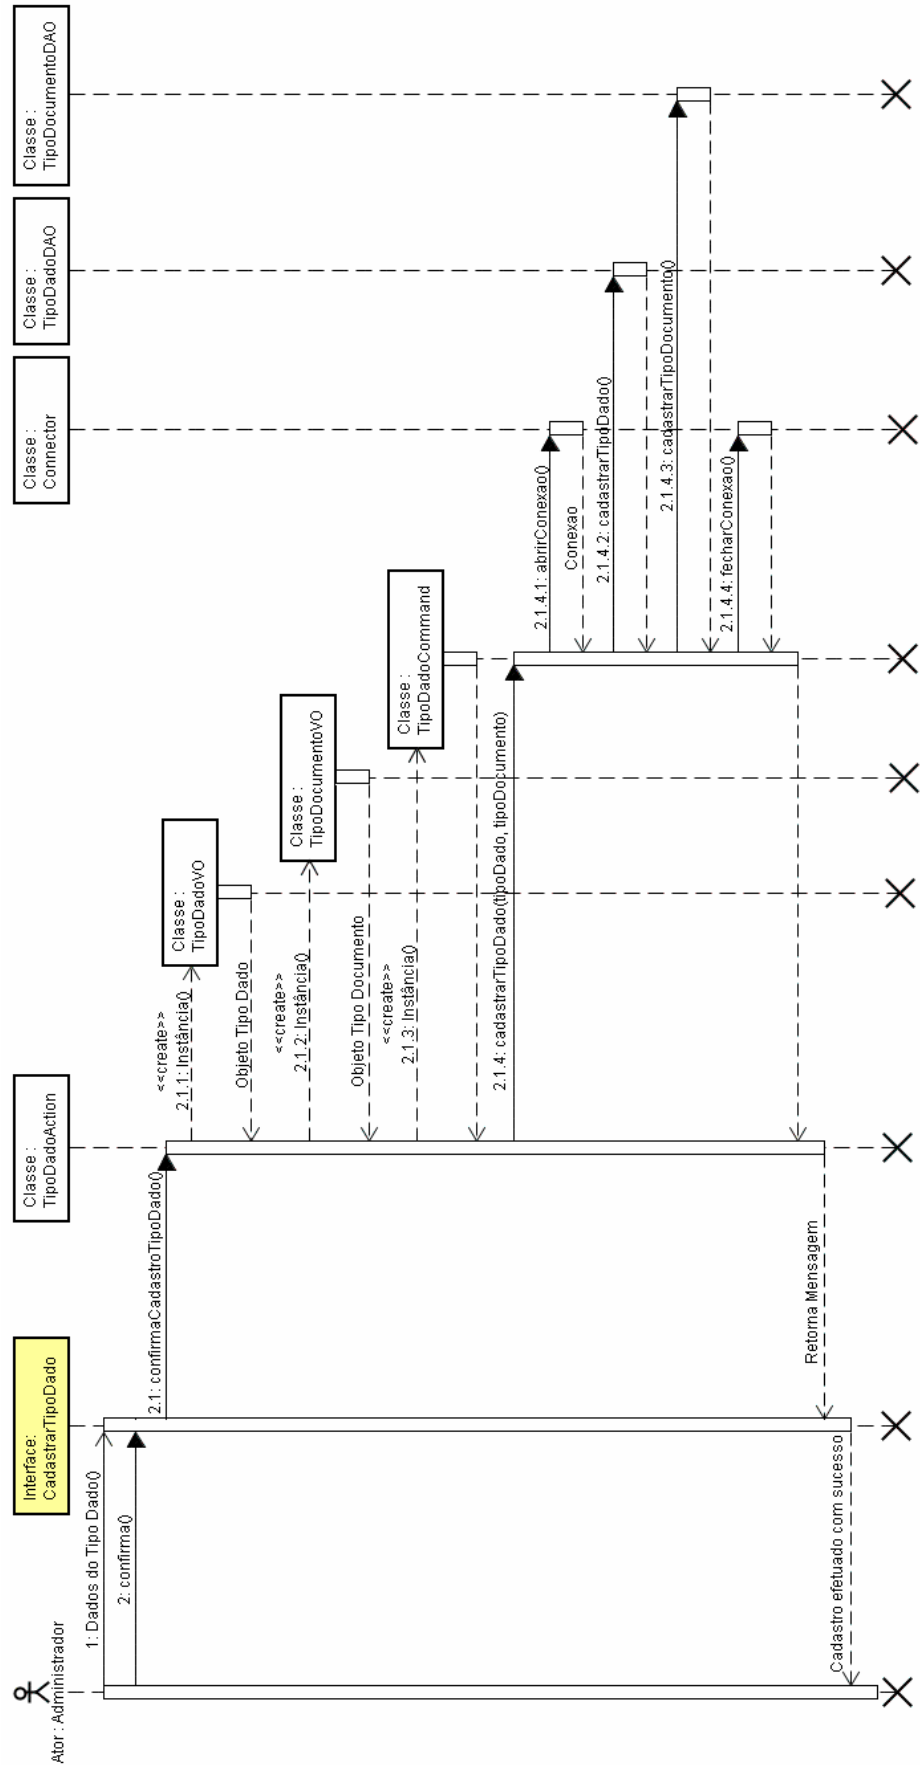 Ator : Administrador
Interface:
CadastrarTipoDado
Classe :
TipoDadoAction
Classe :
TipoDadoVO
Classe :
TipoDocumentoVO
Classe :
TipoDadoCommand
Classe :
Connector
Classe :
TipoDadoDAO
Classe :
TipoDocumentoDAO
1: Dados do Tipo Dado()
2: confirma()
2.1: confirmaCadastroTipoDado()
<<create>>
2.1.1: Instância()
Objeto Tipo Dado
<<create>>
2.1.2: Instância()
Objeto Tipo Documento
<<create>>
2.1.3: Instância()
2.1.4: cadastrarTipoDado(tipoDado, tipoDocumento)
2.1.4.1: abrirConexao()
Conexao
2.1.4.2: cadastrarTipoDado()
2.1.4.3: cadastrarTipoDocumento()
2.1.4.4: fecharConexao()
Retorna Mensagem
Cadastro efetuado com sucesso